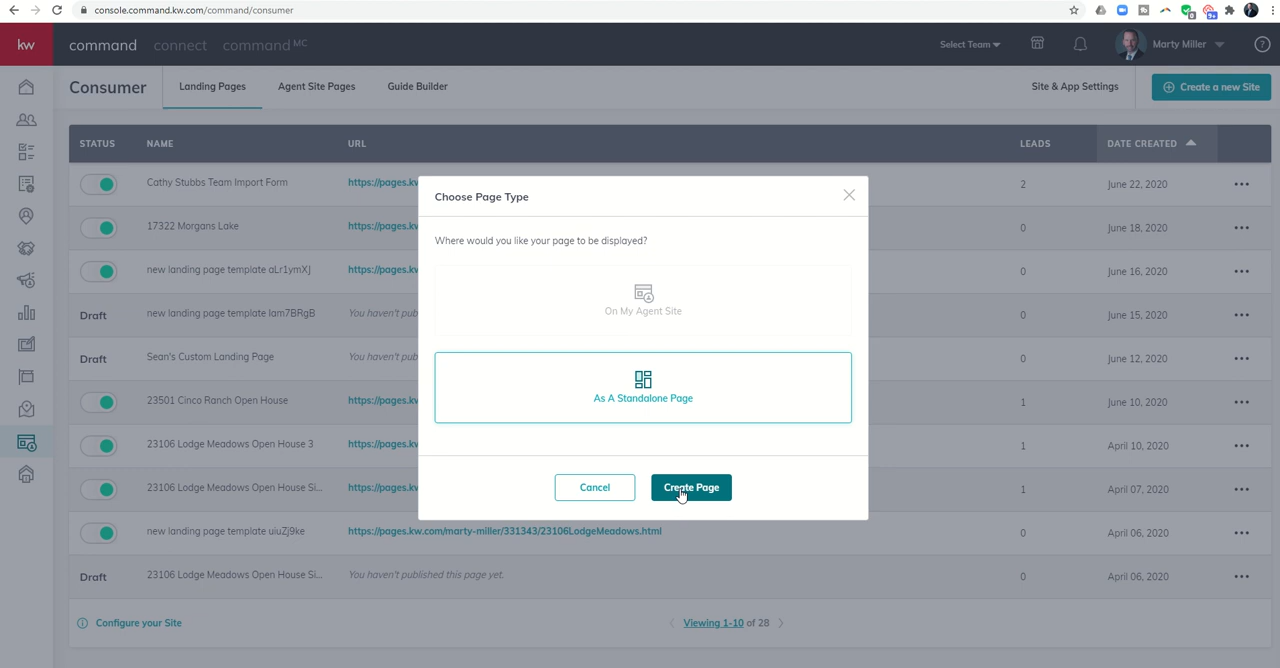 console.command.kw.com/command/consumer
8
9+
kw
command
connect
command MC
Select Team
Marty Miller
?
Consumer
Landing Pages
Agent Site Pages
Guide Builder
Site & App Settings
Create a new Site
STATUS NAME URL LEADS DATE CREATED
Cathy Stubbs Team Import Form https://pages.kw 2 June 22, 2020
17322 Morgans Lake https://pages.kw 0 June 18, 2020
new landing page template aLr1ymXJ https://pages.kw 0 June 16, 2020
Draft new landing page template Iam7BRgB You haven't pub 0 June 15, 2020
Draft Sean's Custom Landing Page You haven't pub 0 June 12, 2020
23501 Cinco Ranch Open House https://pages.kw 1 June 10, 2020
23106 Lodge Meadows Open House 3 https://pages.kw 1 April 10, 2020
23106 Lodge Meadows Open House Si... https://pages.kw 1 April 07, 2020
new landing page template uiuZj9ke https://pages.kw.com/marty-miller/331343/23106LodgeMeadows.html 0 April 06, 2020
Draft 23106 Lodge Meadows Open House Si... You haven't published this page yet. 0 April 06, 2020
Configure your Site
Viewing 1-10 of 28
Choose Page Type
Where would you like your page to be displayed?
On My Agent Site
As A Standalone Page
Cancel
Create Page